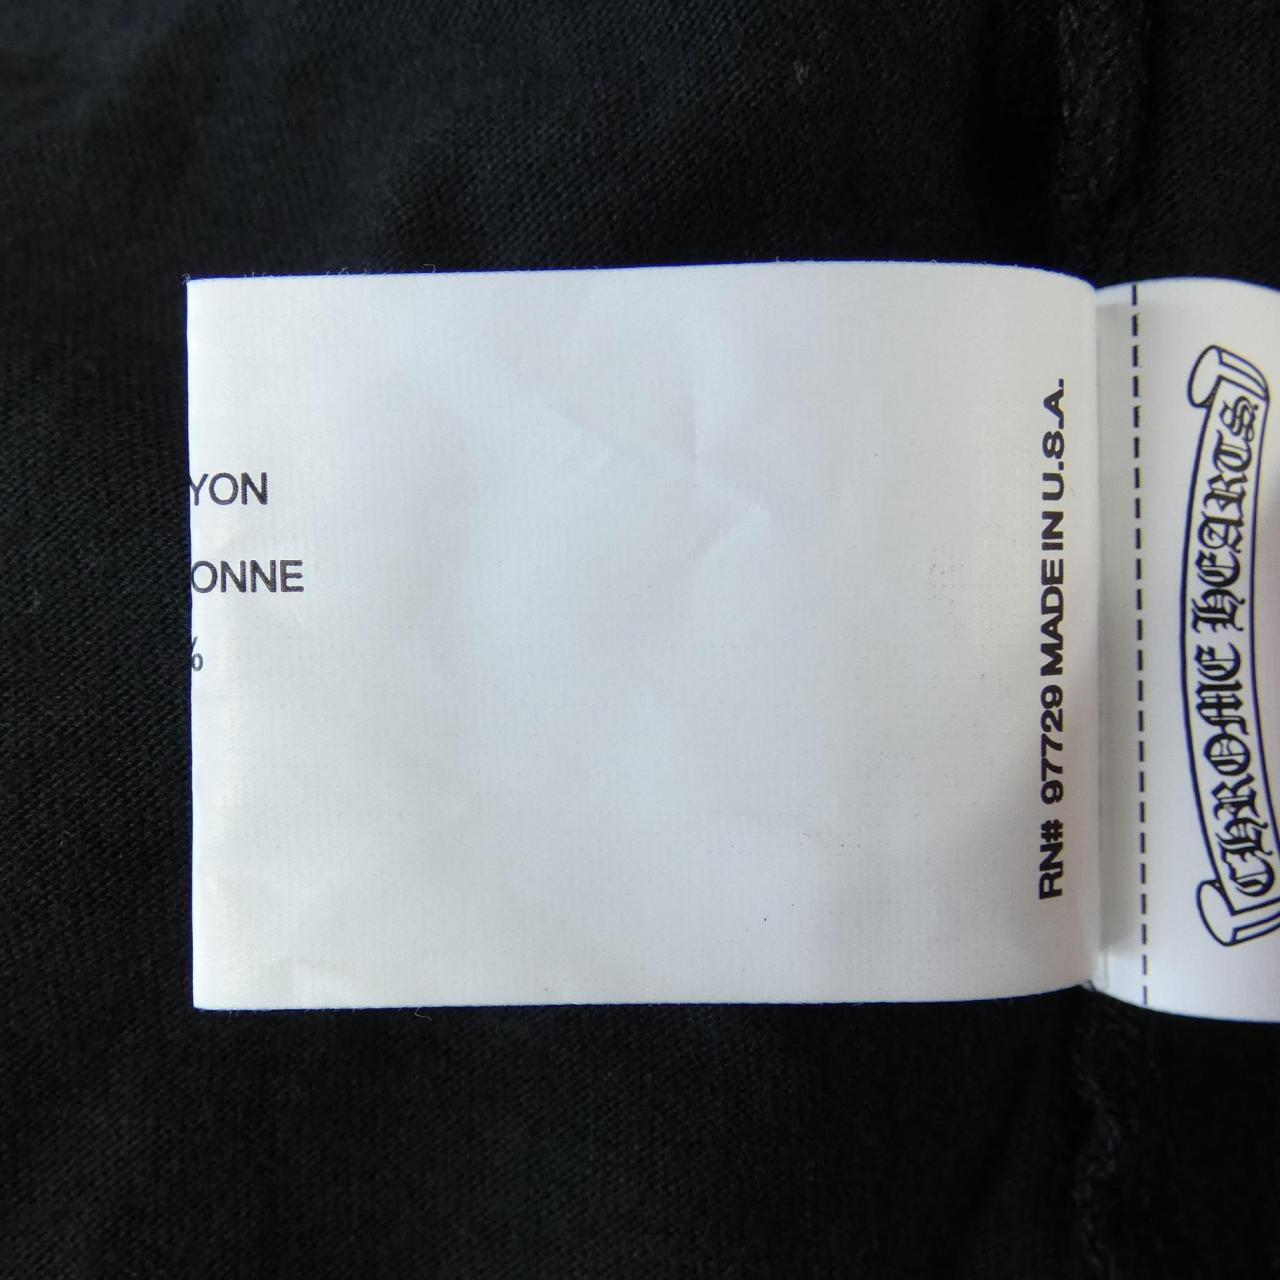 YON
ONNE
%
RN# 97729 MADE IN U.S.A.
CHROME HEARTS